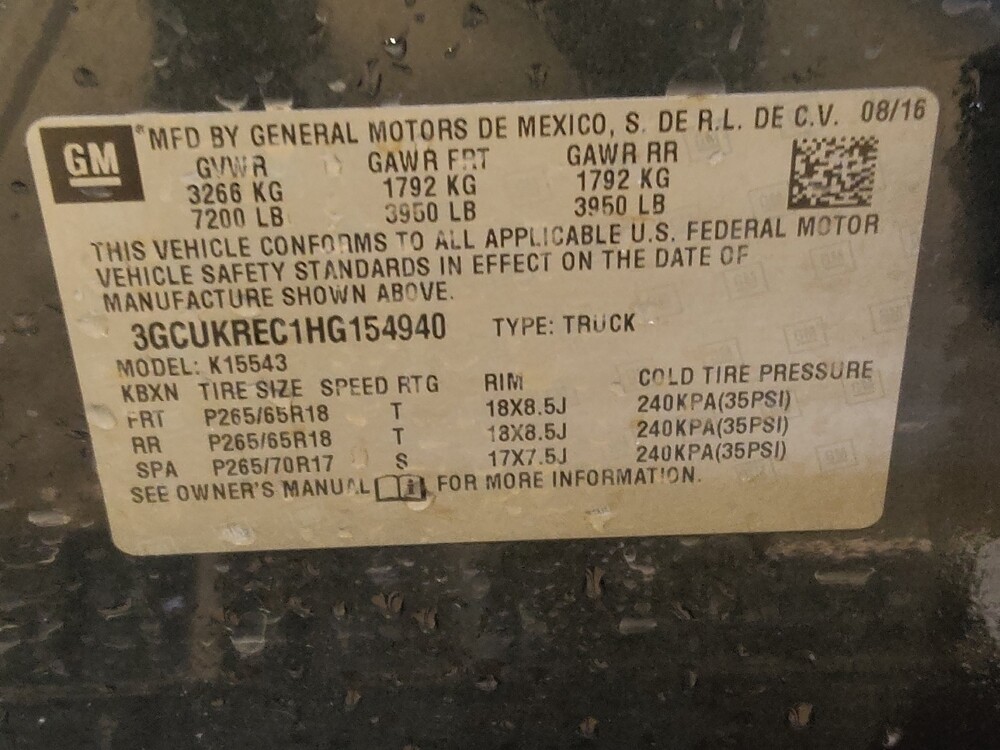 GM ®MFD BY GENERAL MOTORS DE MEXICO, S. DE R.L. DE C.V. 08/16
GVWR GAWR FRT GAWR RR
3266 KG 1792 KG 1792 KG
7200 LB 3950 LB 3950 LB
THIS VEHICLE CONFORMS TO ALL APPLICABLE U.S. FEDERAL MOTOR
VEHICLE SAFETY STANDARDS IN EFFECT ON THE DATE OF
MANUFACTURE SHOWN ABOVE.
3GCUKREC1HG154940 TYPE: TRUCK
MODEL: K15543
KBXN TIRE SIZE SPEED RTG RIM COLD TIRE PRESSURE
FRT P265/65R18 T 18X8.5J 240KPA(35PSI)
RR P265/65R18 T 18X8.5J 240KPA(35PSI)
SPA P265/70R17 S 17X7.5J 240KPA(35PSI)
SEE OWNER'S MANUAL FOR MORE INFORMATION.